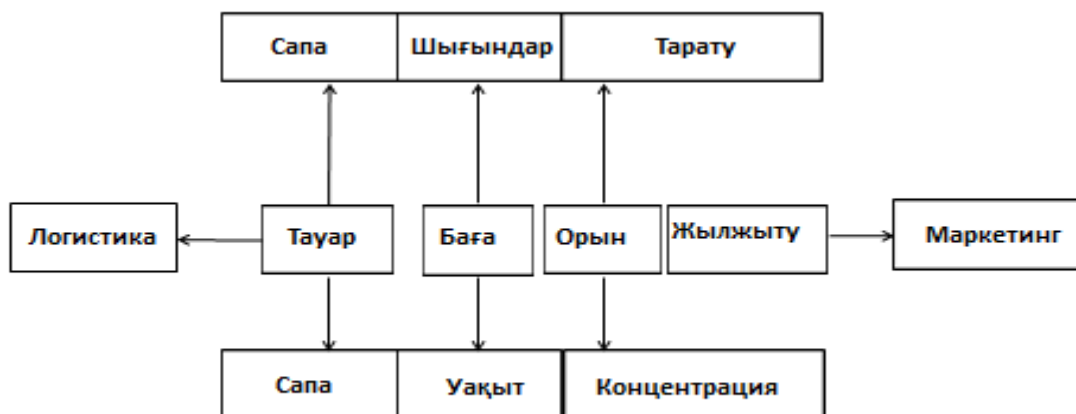 Сапа Шығындар Тарату
Логистика Тауар Баға Орын Жылжыту Маркетинг
Сапа Уақыт Концентрация